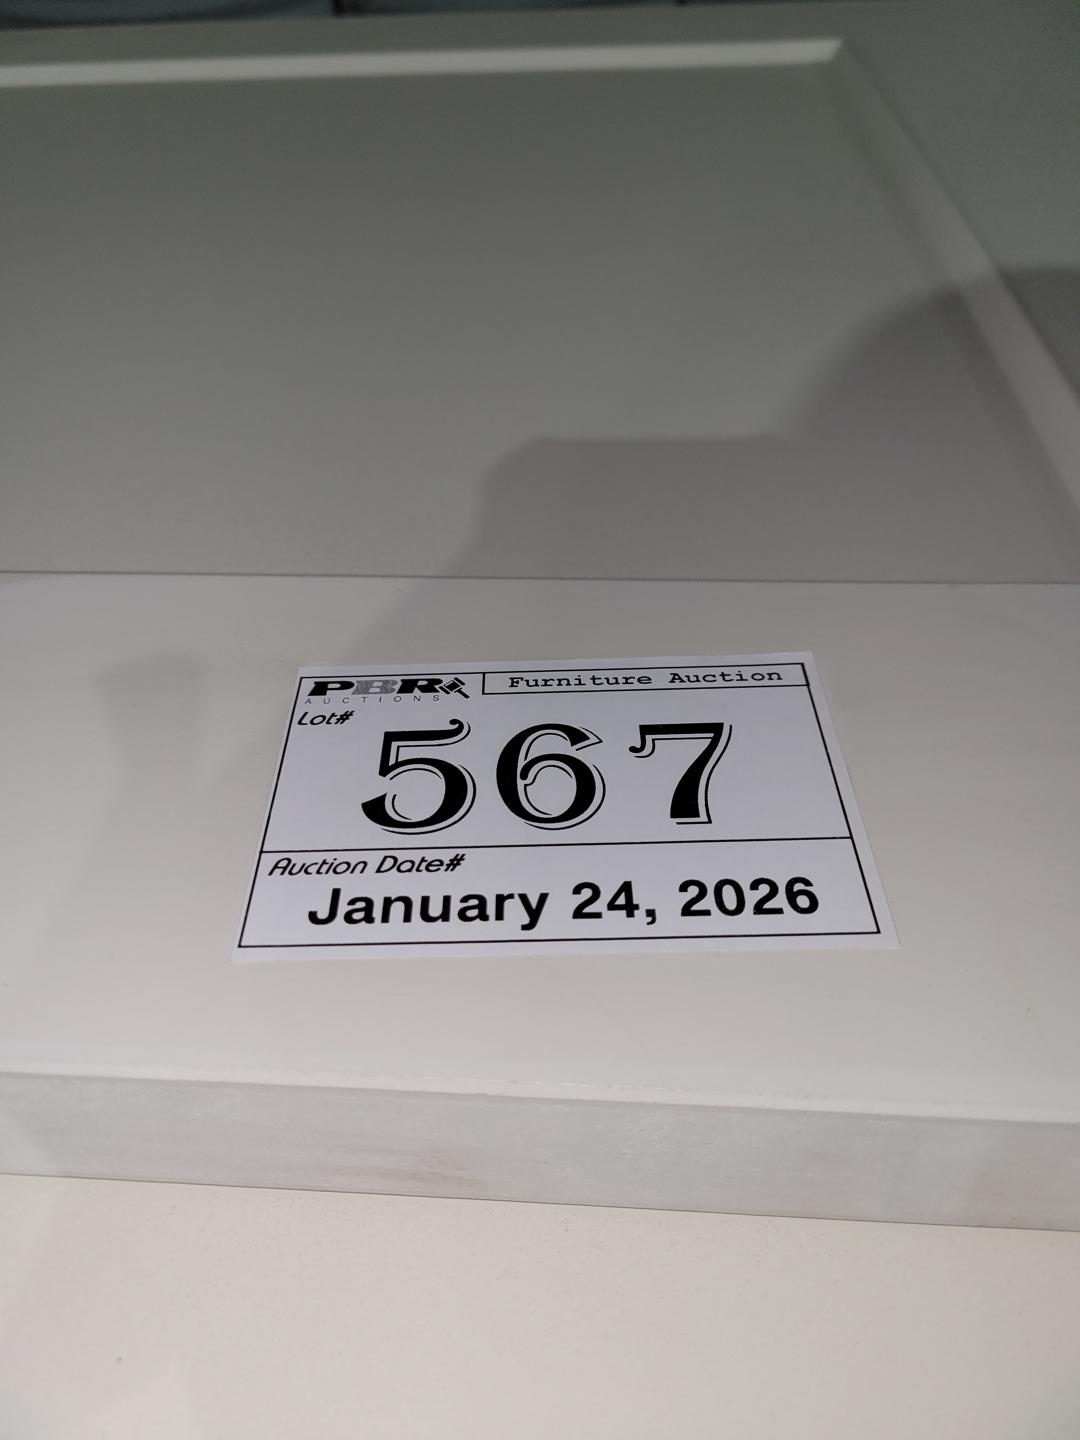 PBR
AUCTIONS
Furniture Auction
Lot#
567
Auction Date#
January 24, 2026